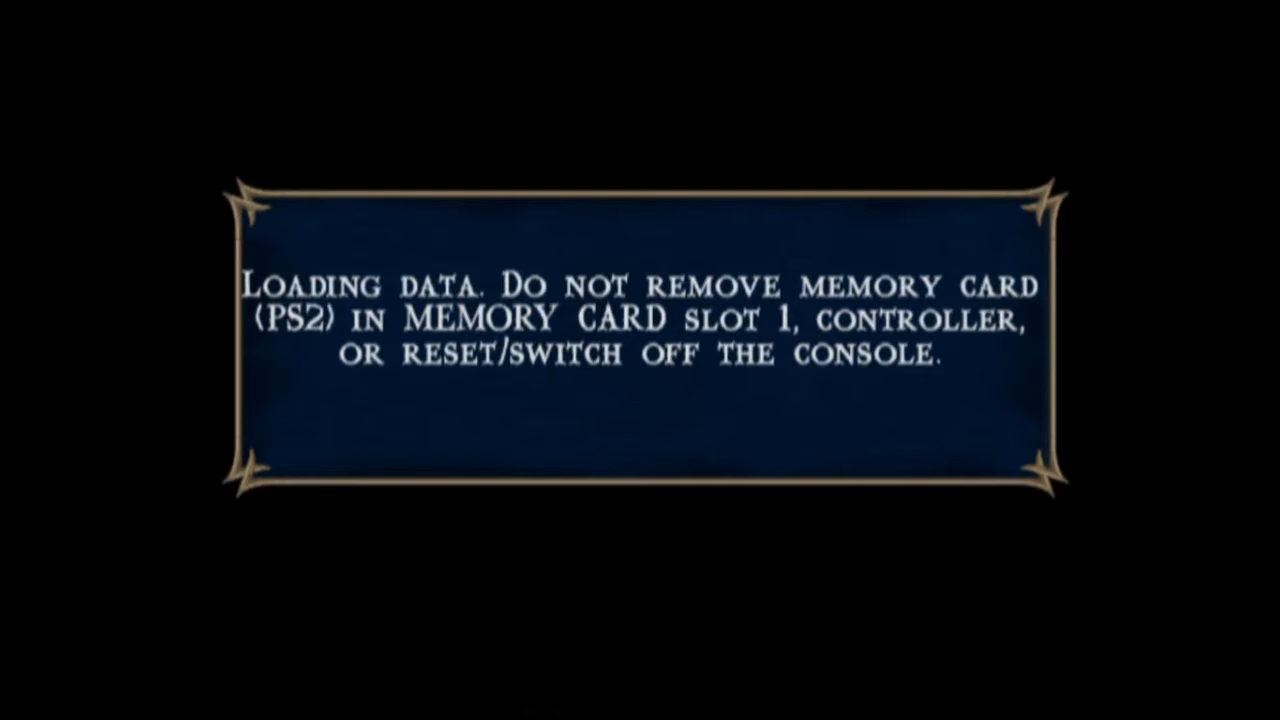 Loading data. Do not remove memory card
(PS2) in MEMORY CARD slot 1, controller,
or reset/switch off the console.